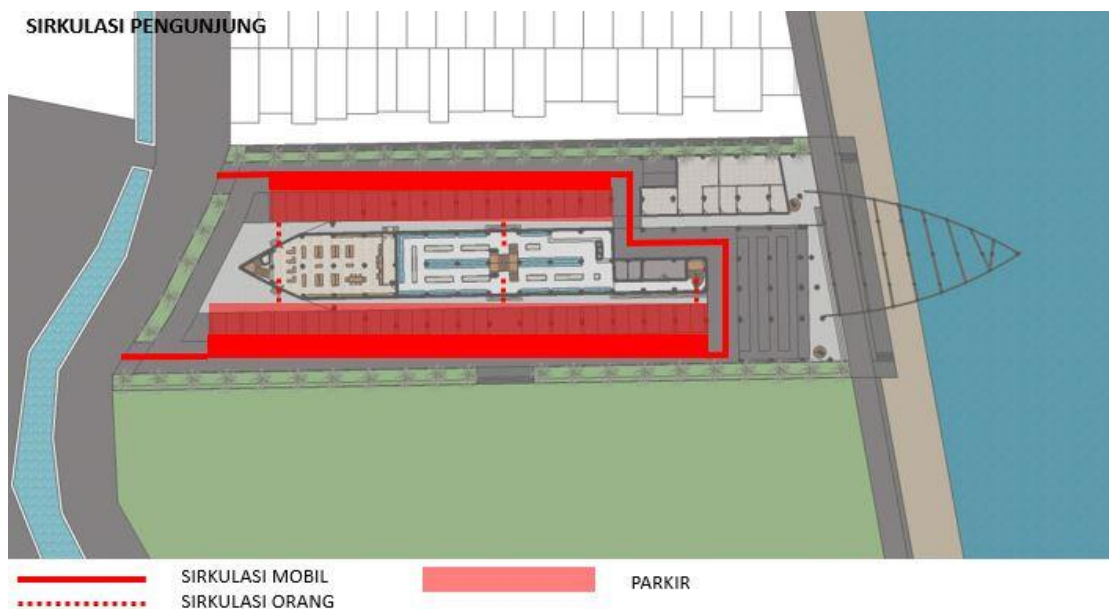 SIRKULASI PENGUNJUNG
SIRKULASI MOBIL
SIRKULASI ORANG
PARKIR